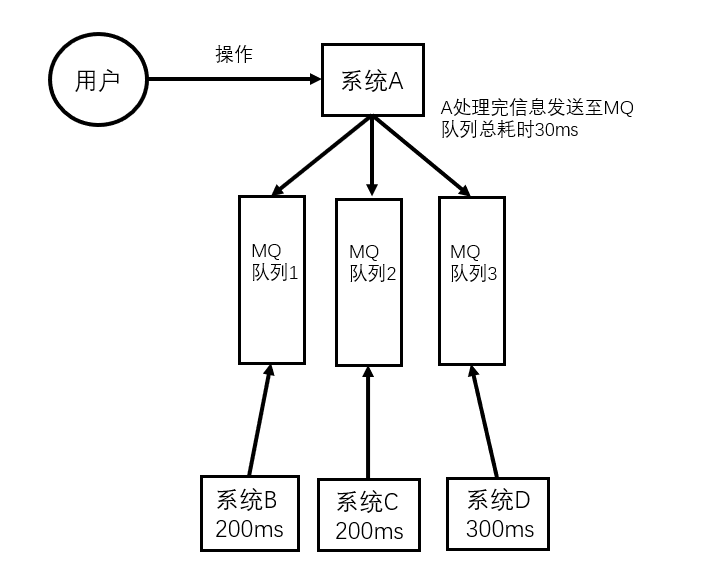 操作
用户
系统A
A处理完信息发送至MQ
队列总耗时30ms
MQ
队列1
MQ
队列2
MQ
队列3
系统B
200ms
系统C
200ms
系统D
300ms